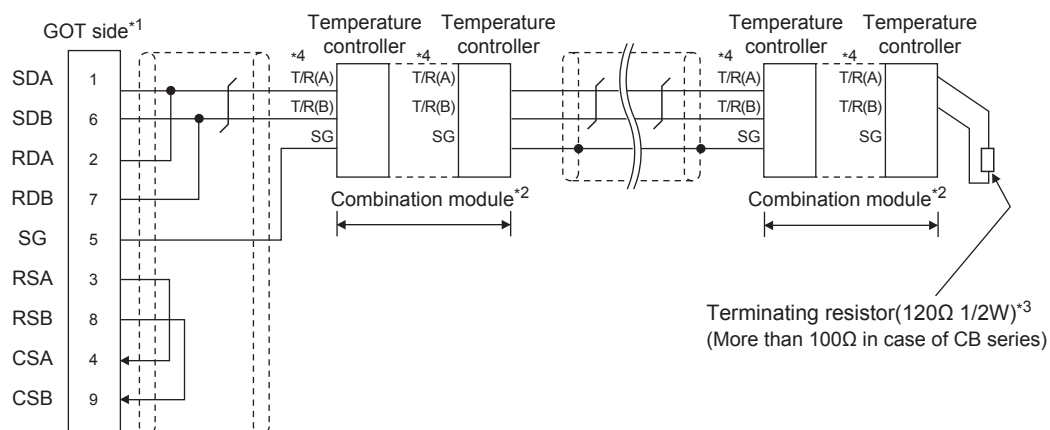 GOT side*1
SDA 1
SDB 6
RDA 2
RDB 7
SG 5
RSA 3
RSB 8
CSA 4
CSB 9
Temperature
controller
Temperature
controller
*4
*4
T/R(A)
T/R(A)
T/R(B)
T/R(B)
SG
SG
Combination module*2
Temperature
controller
Temperature
controller
*4
*4
T/R(A)
T/R(A)
T/R(B)
T/R(B)
SG
SG
Combination module*2
Terminating resistor(120Ω 1/2W)*3
(More than 100Ω in case of CB series)